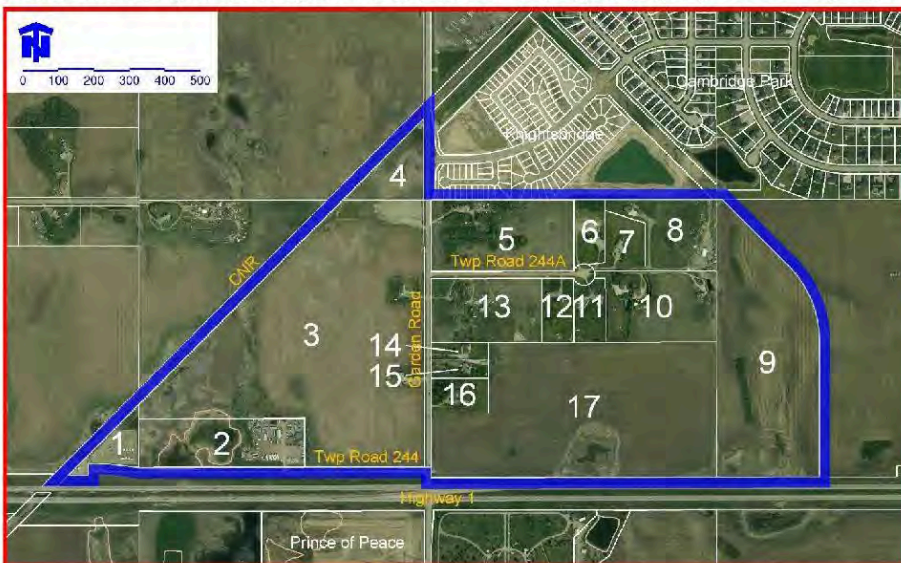 N
0 100 200 300 400 500
Cambridge Park
Knightsbridge
4
5
6
7
8
Twp Road 244A
CNR
3
Garden Road
13
12
11
10
9
14
15
16
17
1
2
Twp Road 244
Highway 1
Prince of Peace